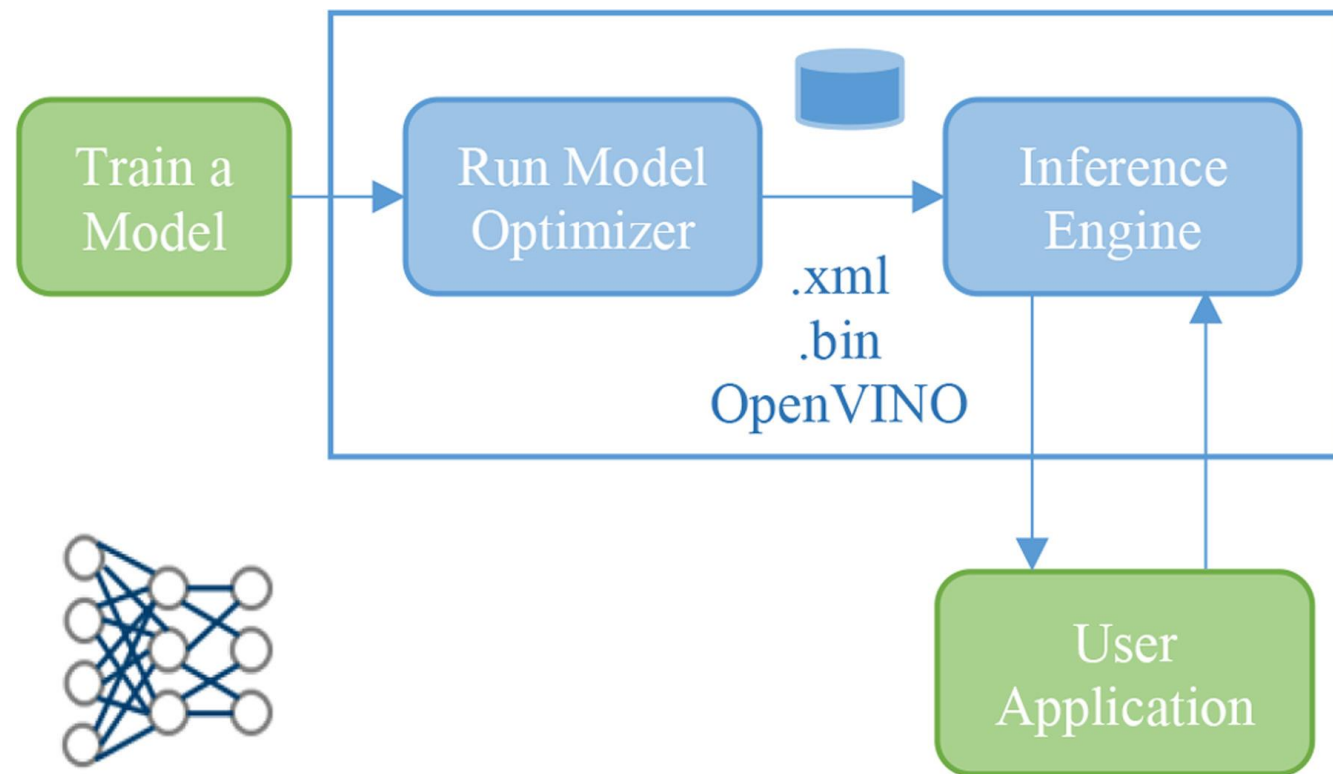 Train a
Model
Run Model
Optimizer
.xml
.bin
OpenVINO
Inference
Engine
User
Application